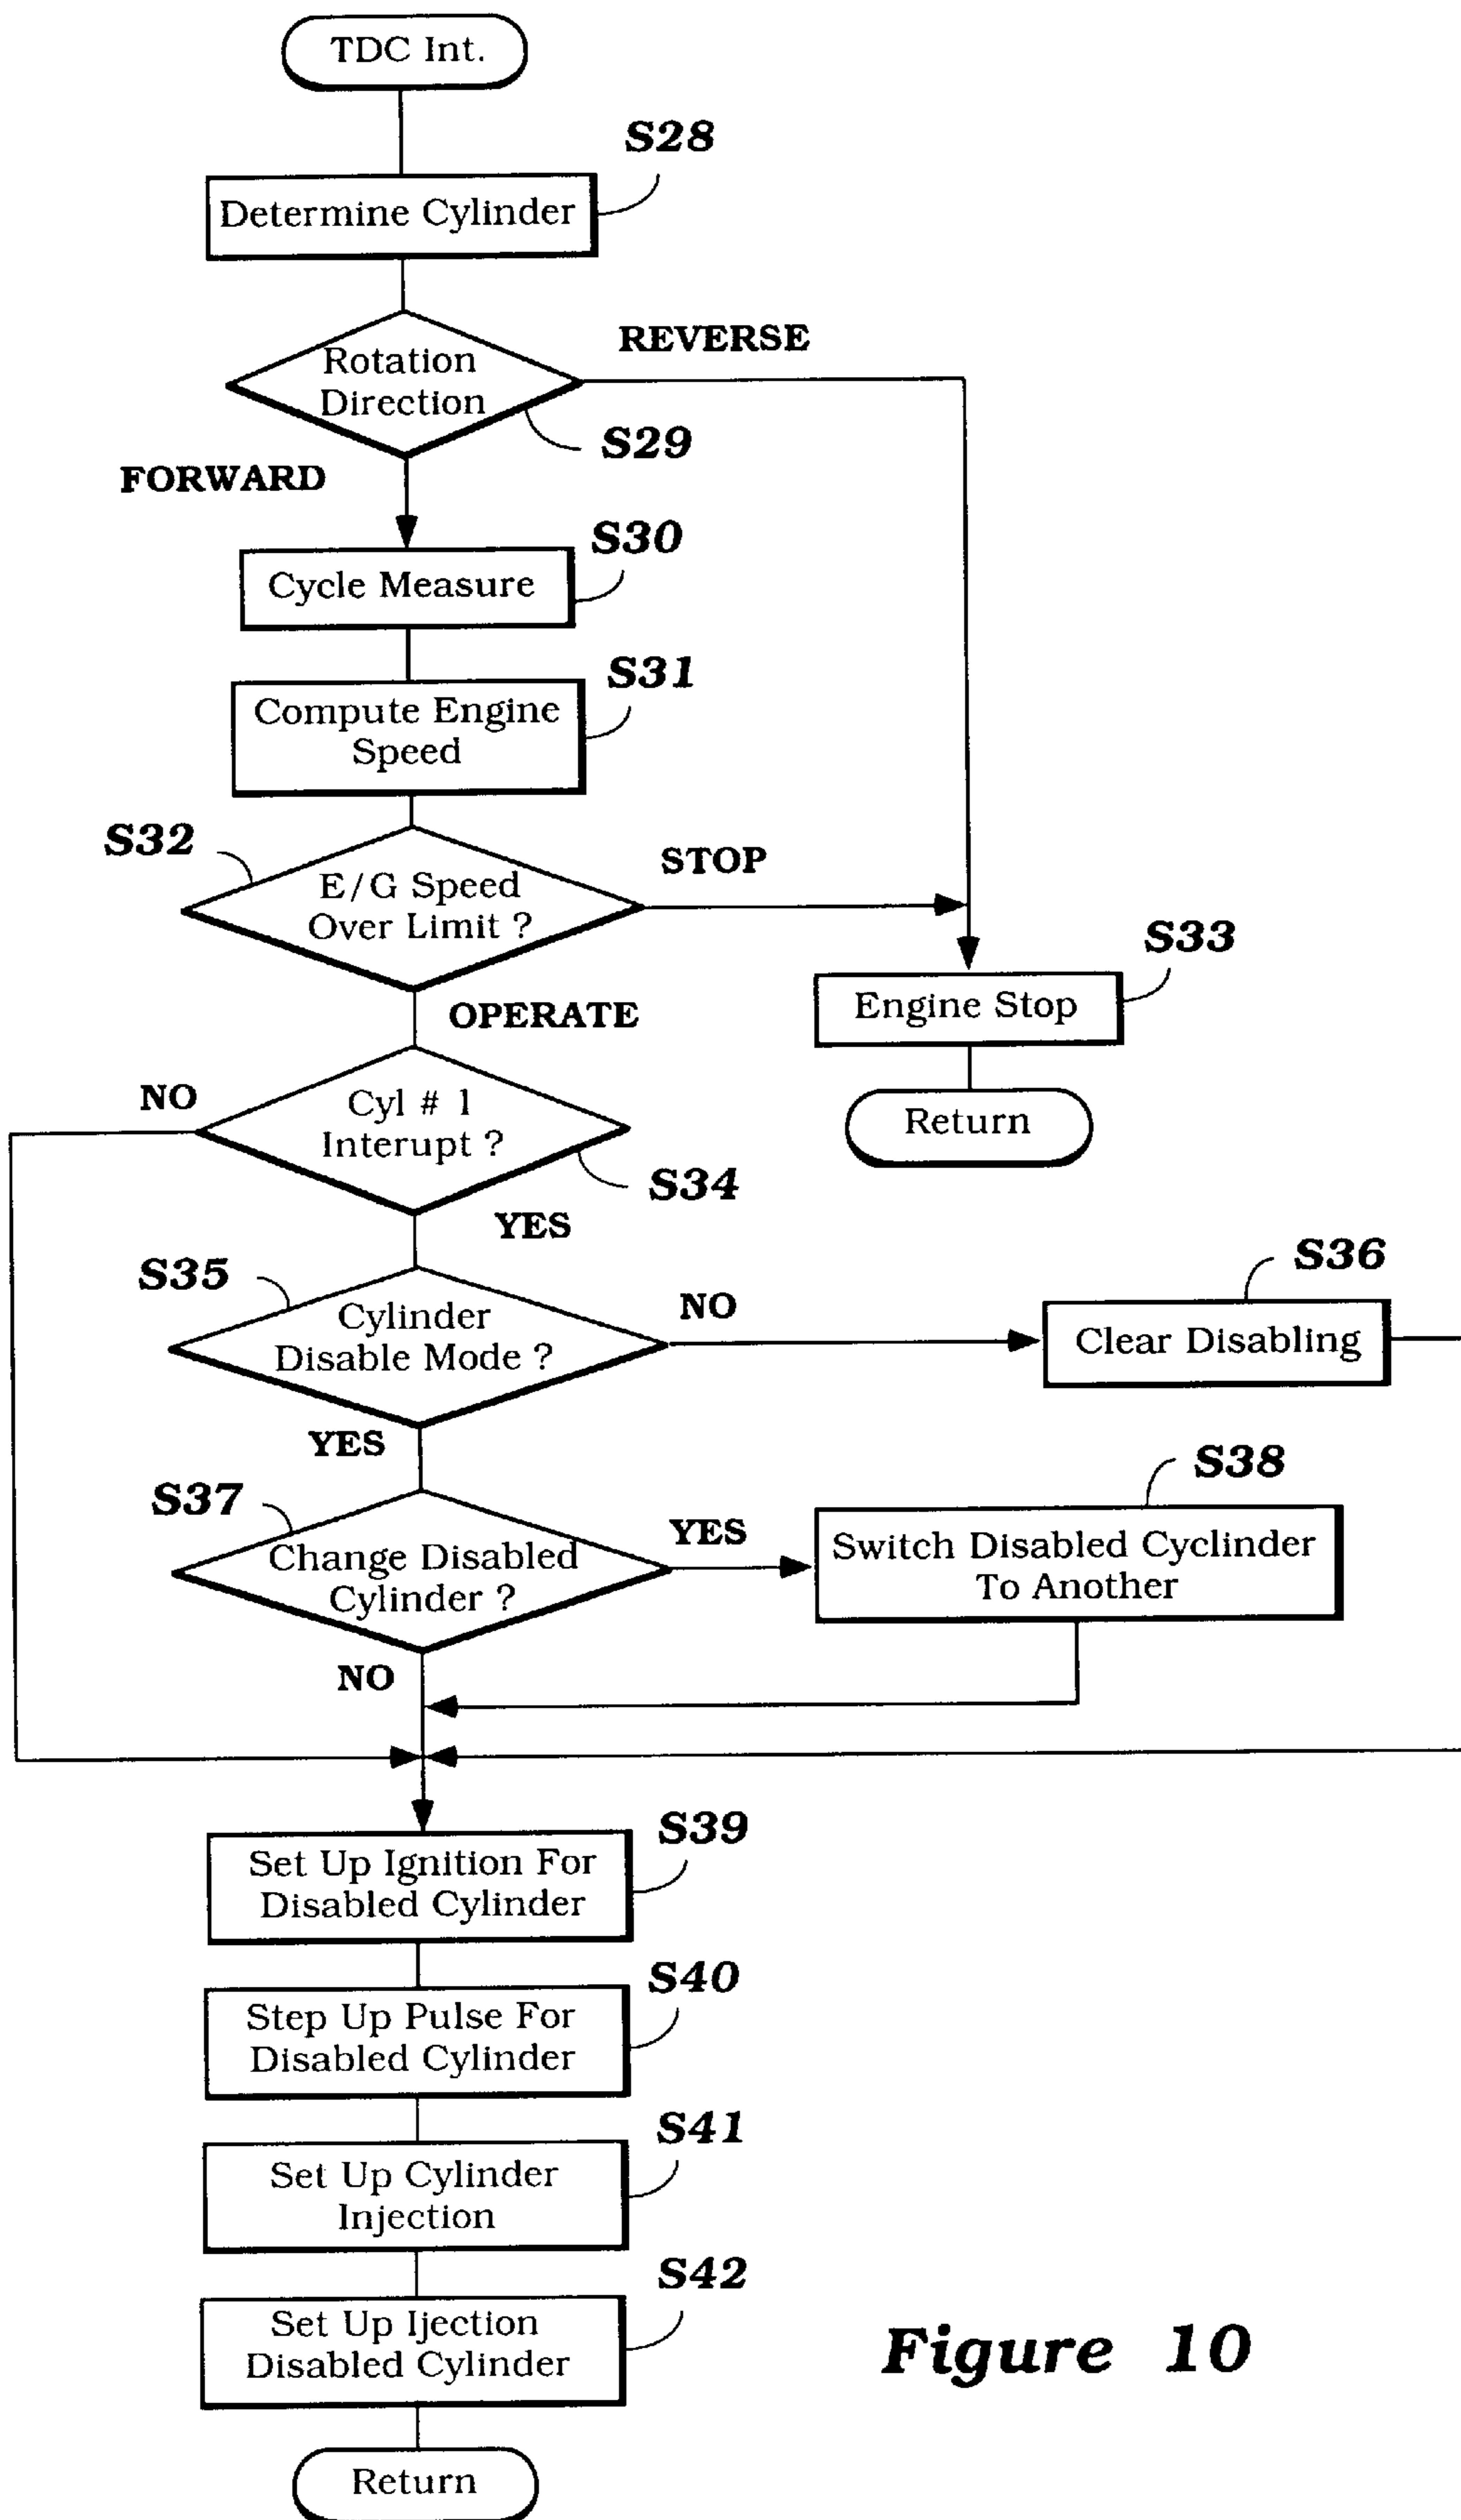 TDC Int.
S28
Determine Cylinder
REVERSE
Rotation
Direction
S29
FORWARD
S30
Cycle Measure
S31
Compute Engine
Speed
S32
STOP
E/G Speed
Over Limit ?
S33
Engine Stop
OPERATE
NO
Cyl # 1
Interupt ?
Return
S34
YES
S35
S36
Cylinder
Disable Mode ?
NO
Clear Disabling
YES
S37
S38
Change Disabled
Cylinder ?
YES
Switch Disabled Cyclinder
To Another
NO
S39
Set Up Ignition For
Disabled Cylinder
S40
Step Up Pulse For
Disabled Cylinder
S41
Set Up Cylinder
Injection
S42
Set Up Ijection
Disabled Cylinder
Figure 10
Return